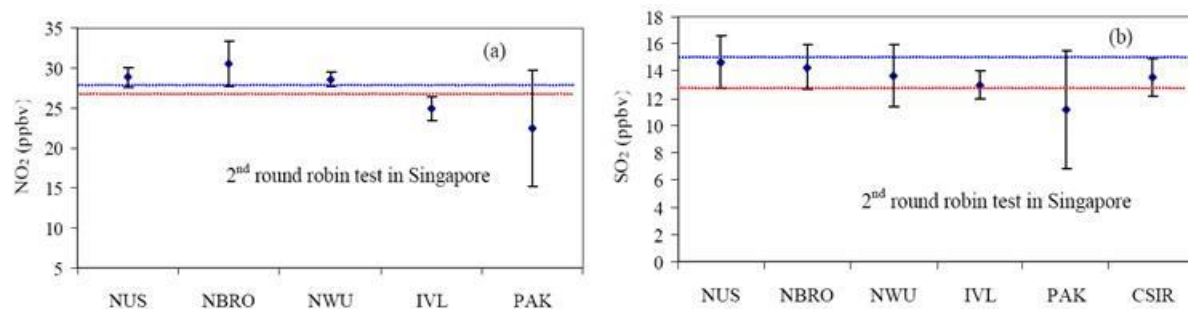 (a)
NO₂ (ppbv)
35
30
25
20
15
10
5
2nd round robin test in Singapore
NUS NBRO NWU IVL PAK
(b)
SO₂ (ppbv)
18
16
14
12
10
8
6
4
2
0
2nd round robin test in Singapore
NUS NBRO NWU IVL PAK CSIR